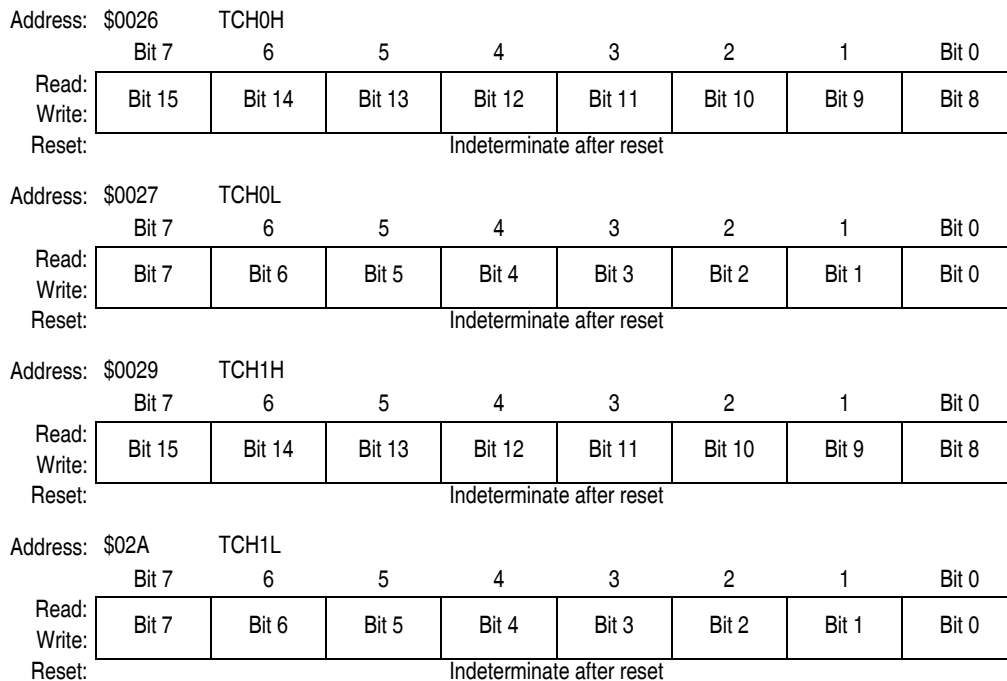 Address: $0026 TCH0H
Bit 7 6 5 4 3 2 1 Bit 0
Read:
Write:
Bit 15 Bit 14 Bit 13 Bit 12 Bit 11 Bit 10 Bit 9 Bit 8
Reset: Indeterminate after reset
Address: $0027 TCH0L
Bit 7 6 5 4 3 2 1 Bit 0
Read:
Write:
Bit 7 Bit 6 Bit 5 Bit 4 Bit 3 Bit 2 Bit 1 Bit 0
Reset: Indeterminate after reset
Address: $0029 TCH1H
Bit 7 6 5 4 3 2 1 Bit 0
Read:
Write:
Bit 15 Bit 14 Bit 13 Bit 12 Bit 11 Bit 10 Bit 9 Bit 8
Reset: Indeterminate after reset
Address: $02A TCH1L
Bit 7 6 5 4 3 2 1 Bit 0
Read:
Write:
Bit 7 Bit 6 Bit 5 Bit 4 Bit 3 Bit 2 Bit 1 Bit 0
Reset: Indeterminate after reset